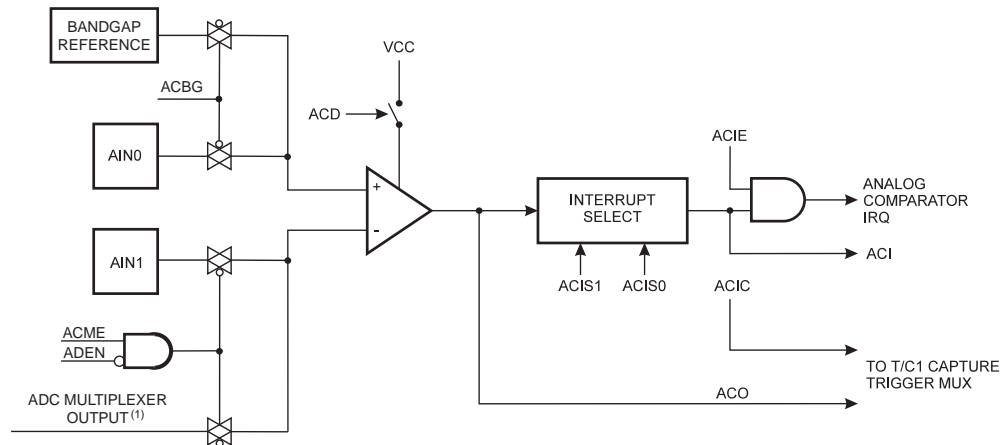 BANDGAP
REFERENCE
VCC
ACBG
ACD
AIN0
ACIE
+
INTERRUPT
SELECT
ANALOG
COMPARATOR
IRQ
-
AIN1
ACI
ACIS1
ACIS0
ACIC
ACME
ADEN
TO T/C1 CAPTURE
TRIGGER MUX
ACO
ADC MULTIPLEXER
OUTPUT (1)